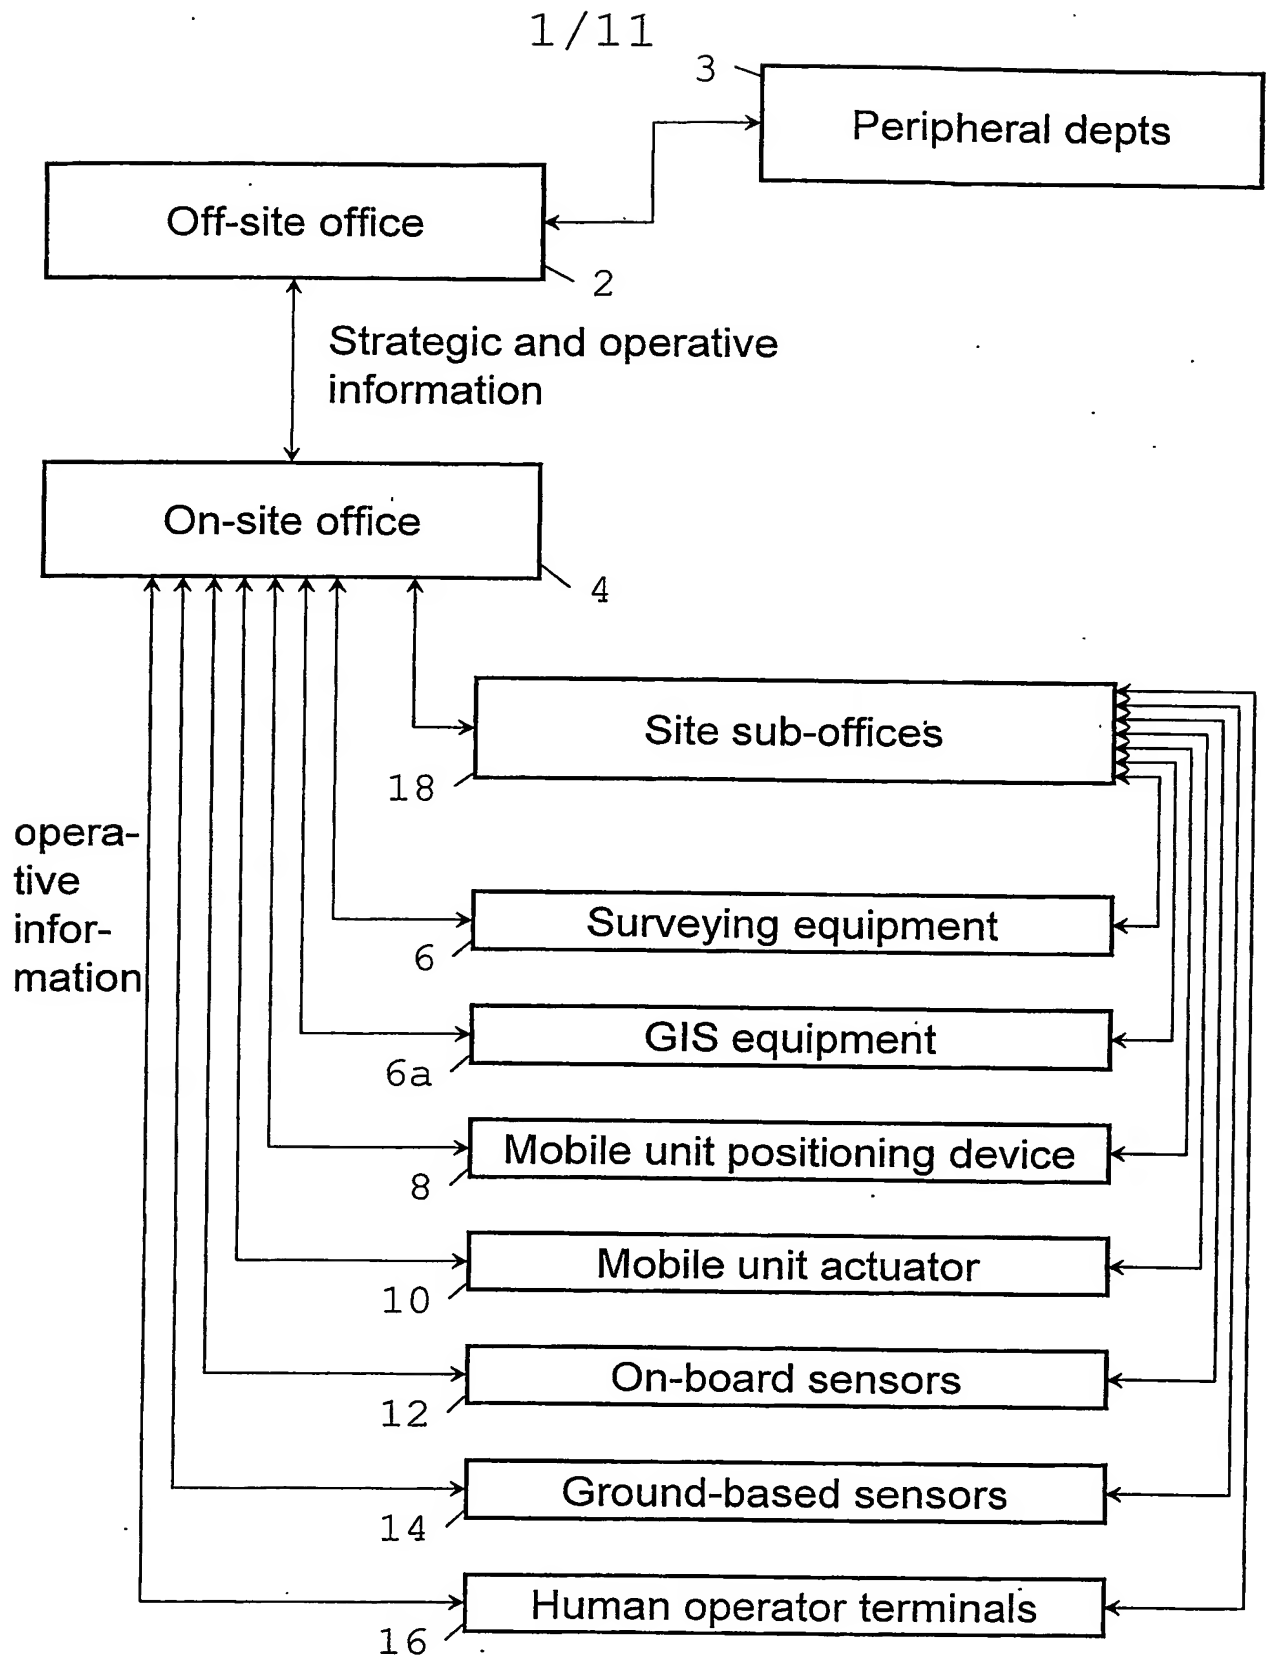 1/11
3
Peripheral depts
Off-site office
2
Strategic and operative
information
On-site office
4
Site sub-offices
18
opera-
tive
infor-
mation
Surveying equipment
6
GIS equipment
6a
Mobile unit positioning device
8
Mobile unit actuator
10
On-board sensors
12
Ground-based sensors
14
Human operator terminals
16